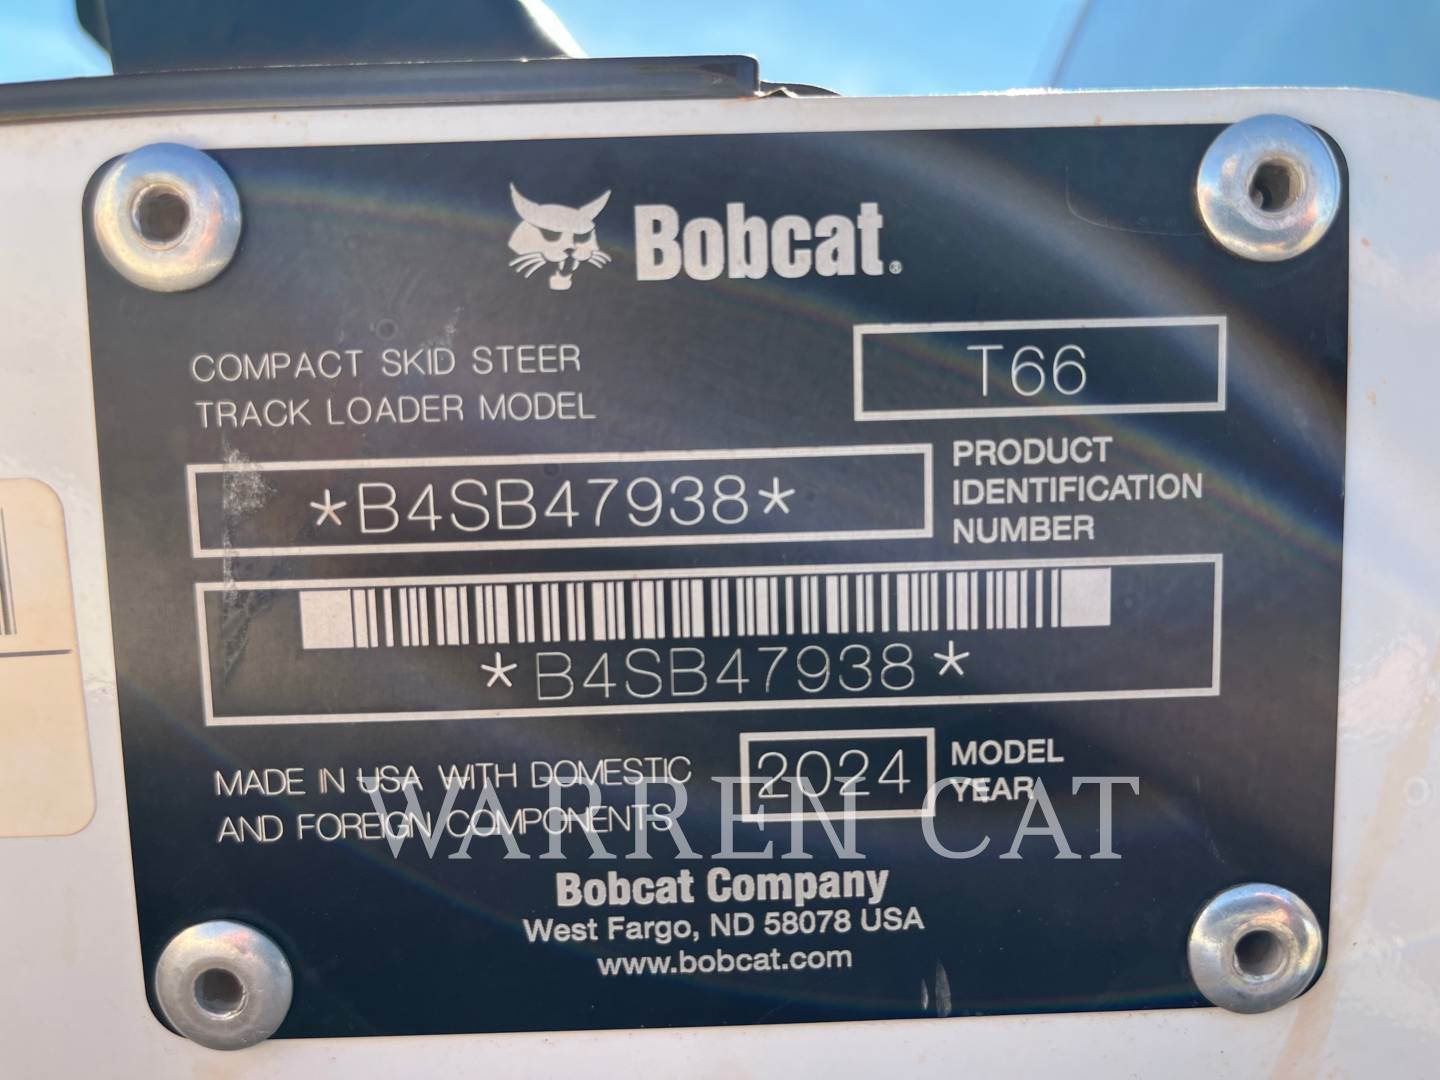 Bobcat®
COMPACT SKID STEER
TRACK LOADER MODEL
T66
*B4SB47938*
PRODUCT
IDENTIFICATION
NUMBER
*B4SB47938*
MADE IN USA WITH DOMESTIC
AND FOREIGN COMPONENTS
2024
MODEL
YEAR
WARREN CAT
Bobcat Company
West Fargo, ND 58078 USA
www.bobcat.com